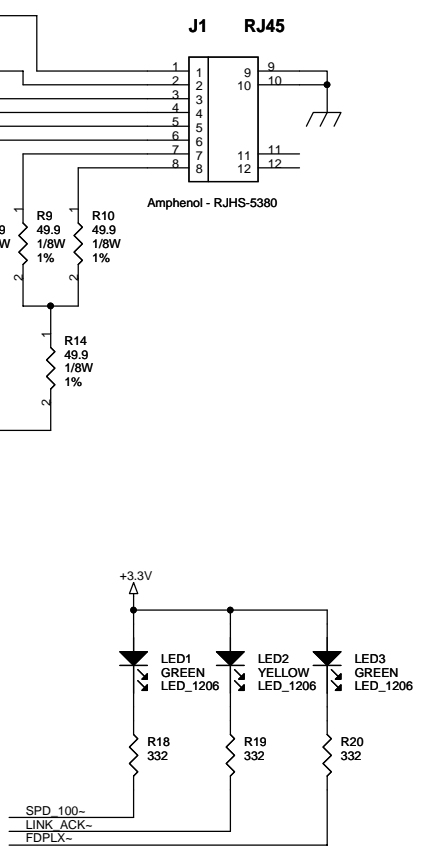 J1 RJ45
1 1 9 9
2 2 10 10
3 3
4 4
5 5
6 6
7 7 11 11
8 8 12 12
Amphenol - RJHS-5380
9
W
1
R9
49.9
1/8W
1%
2
1
R10
49.9
1/8W
1%
2
1
R14
49.9
1/8W
1%
2
+3.3V
LED1
GREEN
LED_1206
LED2
YELLOW
LED_1206
LED3
GREEN
LED_1206
R18
332
R19
332
R20
332
SPD_100~
LINK_ACK~
FDPLX~